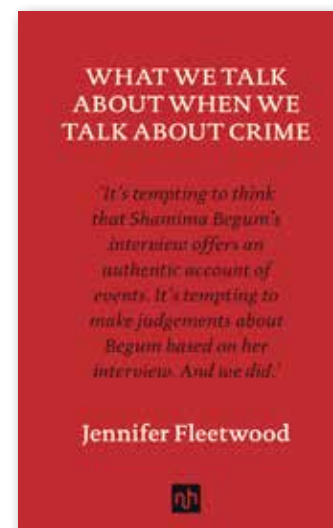 WHAT WE TALK
ABOUT WHEN WE
TALK ABOUT CRIME
'It's tempting to think
that Shamima Begum's
interview offers an
authentic account of
events. It's tempting to
make judgements about
Begum based on her
interview. And we did.'
Jennifer Fleetwood
nh